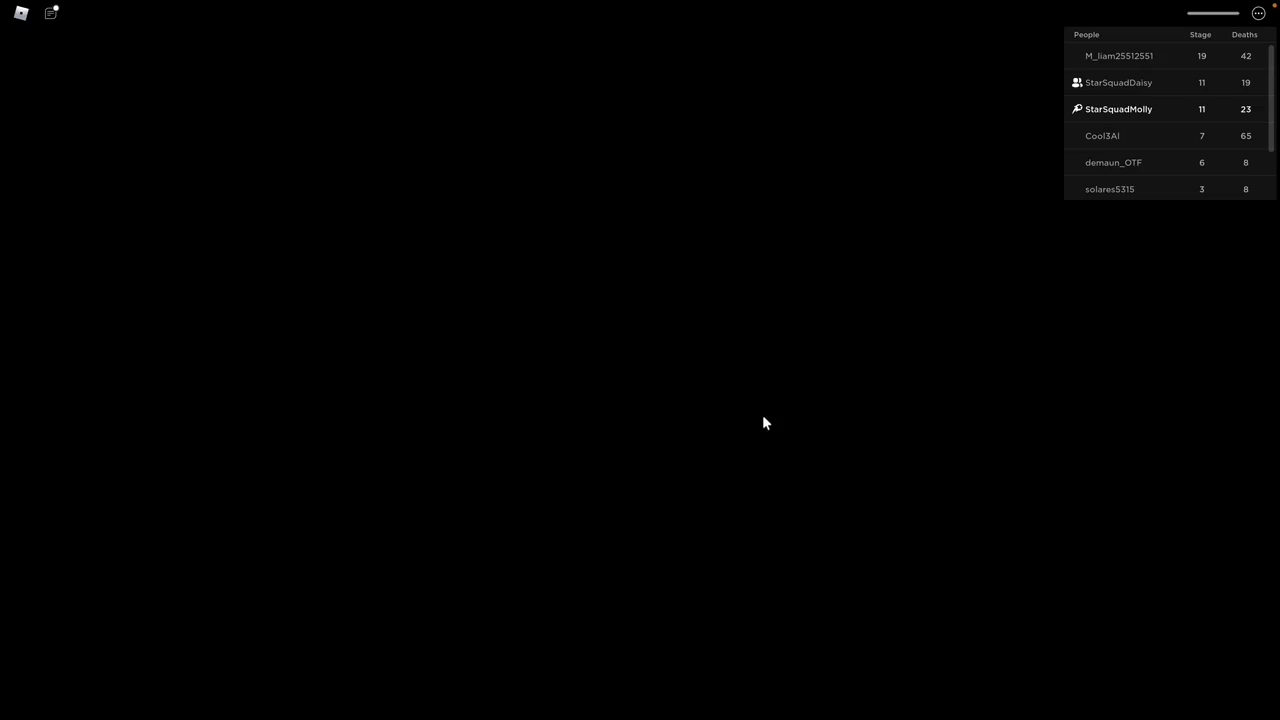 People Stage Deaths
M_liam25512551 19 42
StarSquadDaisy 11 19
StarSquadMolly 11 23
Cool3Al 7 65
demaun_OTF 6 8
solares5315 3 8